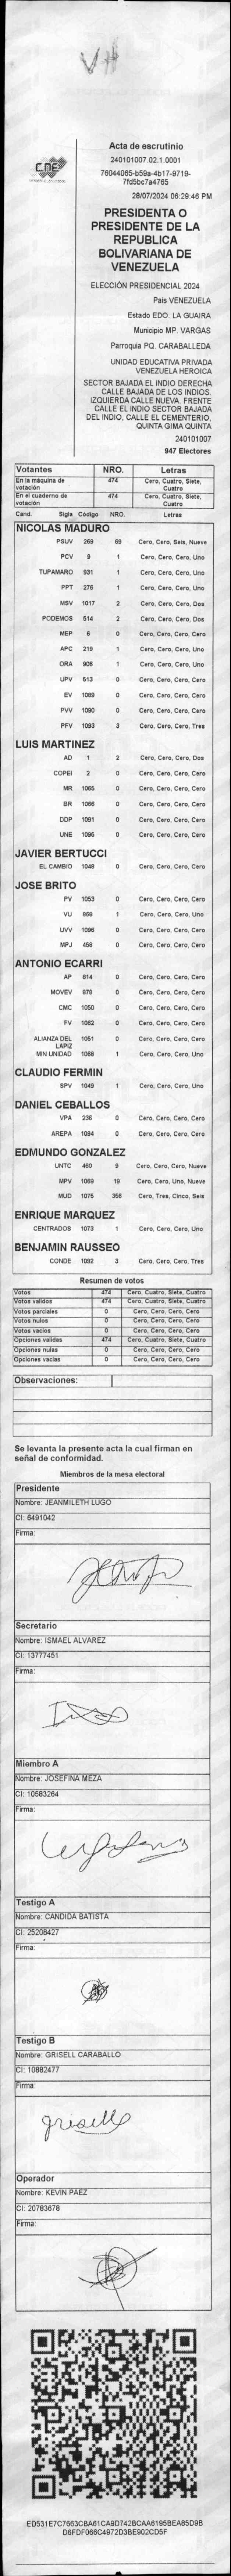 VH
CNE
Acta de escrutinio
240101007.02.1.0001
76044065-b59a-4b17-9719-
7fd5bc7a4765
28/07/2024 06:29:46 PM
PRESIDENTA O
PRESIDENTE DE LA
REPUBLICA
BOLIVARIANA DE
VENEZUELA
ELECCIÓN PRESIDENCIAL 2024
Pais VENEZUELA
Estado EDO. LA GUAIRA
Municipio MP. VARGAS
Parroquia PQ. CARABALLEDA
UNIDAD EDUCATIVA PRIVADA
VENEZUELA HEROICA
SECTOR BAJADA EL INDIO DERECHA
CALLE BAJADA DE LOS INDIOS.
IZQUIERDA CALLE NUEVA. FRENTE
CALLE EL INDIO SECTOR BAJADA
DEL INDIO, CALLE EL CEMENTERIO,
QUINTA GIMA QUINTA
240101007
947 Electores
Votantes NRO. Letras
En la máquina de votación 474 Cero, Cuatro, Siete, Cuatro
En el cuaderno de votación 474 Cero, Cuatro, Siete, Cuatro
Cand. Sigla Código NRO. Letras
NICOLAS MADURO
PSUV 269 69 Cero, Cero, Seis, Nueve
PCV 9 1 Cero, Cero, Cero, Uno
TUPAMARO 931 1 Cero, Cero, Cero, Uno
PPT 276 1 Cero, Cero, Cero, Uno
MSV 1017 2 Cero, Cero, Cero, Dos
PODEMOS 514 2 Cero, Cero, Cero, Dos
MEP 6 0 Cero, Cero, Cero, Cero
APC 219 1 Cero, Cero, Cero, Uno
ORA 906 1 Cero, Cero, Cero, Uno
UPV 513 0 Cero, Cero, Cero, Cero
EV 1089 0 Cero, Cero, Cero, Cero
PVV 1090 0 Cero, Cero, Cero, Cero
PFV 1093 3 Cero, Cero, Cero, Tres
LUIS MARTINEZ
AD 1 2 Cero, Cero, Cero, Dos
COPEI 2 0 Cero, Cero, Cero, Cero
MR 1065 0 Cero, Cero, Cero, Cero
BR 1066 0 Cero, Cero, Cero, Cero
DDP 1091 0 Cero, Cero, Cero, Cero
UNE 1095 0 Cero, Cero, Cero, Cero
JAVIER BERTUCCI
EL CAMBIO 1048 0 Cero, Cero, Cero, Cero
JOSE BRITO
PV 1053 0 Cero, Cero, Cero, Cero
VU 868 1 Cero, Cero, Cero, Uno
UVV 1096 0 Cero, Cero, Cero, Cero
MPJ 458 0 Cero, Cero, Cero, Cero
ANTONIO ECARRI
AP 814 0 Cero, Cero, Cero, Cero
MOVEV 078 0 Cero, Cero, Cero, Cero
CMC 1050 0 Cero, Cero, Cero, Cero
FV 1062 0 Cero, Cero, Cero, Cero
ALIANZA DEL LAPIZ 1051 0 Cero, Cero, Cero, Cero
MIN UNIDAD 1088 1 Cero, Cero, Cero, Uno
CLAUDIO FERMIN
SPV 1049 1 Cero, Cero, Cero, Uno
DANIEL CEBALLOS
VPA 236 0 Cero, Cero, Cero, Cero
AREPA 1094 0 Cero, Cero, Cero, Cero
EDMUNDO GONZALEZ
UNTC 460 9 Cero, Cero, Cero, Nueve
MPV 1069 19 Cero, Cero, Uno, Nueve
MUD 1075 356 Cero, Tres, Cinco, Seis
ENRIQUE MARQUEZ
CENTRADOS 1073 1 Cero, Cero, Cero, Uno
BENJAMIN RAUSSEO
CONDE 1092 3 Cero, Cero, Cero, Tres
Resumen de votos
Votos 474 Cero, Cuatro, Siete, Cuatro
Votos validos 474 Cero, Cuatro, Siete, Cuatro
Votos parciales 0 Cero, Cero, Cero, Cero
Votos nulos 0 Cero, Cero, Cero, Cero
Votos vacios 0 Cero, Cero, Cero, Cero
Opciones validas 474 Cero, Cuatro, Siete, Cuatro
Opciones nulas 0 Cero, Cero, Cero, Cero
Opciones vacias 0 Cero, Cero, Cero, Cero
Observaciones:
Se levanta la presente acta la cual firman en
señal de conformidad.
Miembros de la mesa electoral
Presidente
Nombre: JEANMILETH LUGO
CI: 6491042
Firma:
Secretario
Nombre: ISMAEL ALVAREZ
CI: 13777451
Firma:
Miembro A
Nombre: JOSEFINA MEZA
CI: 10583264
Firma:
Testigo A
Nombre: CANDIDA BATISTA
CI: 25208427
Firma:
Testigo B
Nombre: GRISELL CARABALLO
CI: 10882477
Firma:
Griselle
Operador
Nombre: KEVIN PAEZ
CI: 20783678
Firma:
ED531E7C7663CBA61CA9D742BCAA6195BEA85D9B
D6FDF066C4972D3BE902CD5F